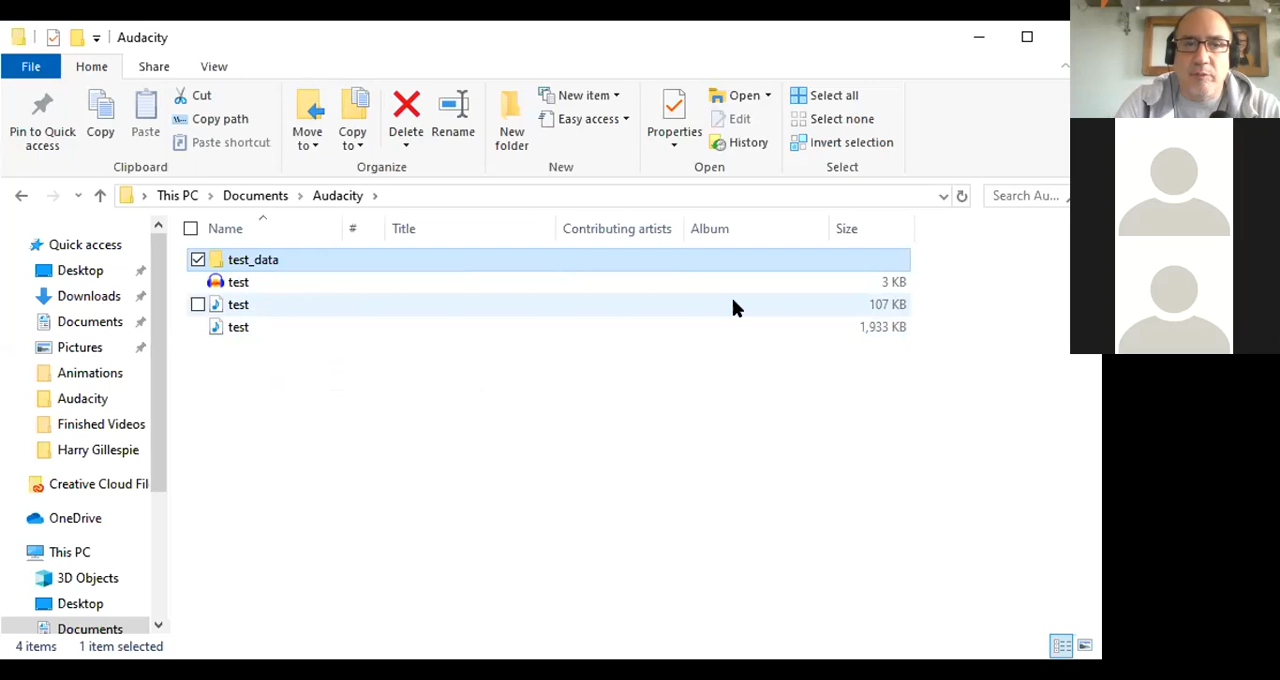 Audacity
File Home Share View
Pin to Quick access
Copy
Paste
Cut
Copy path
Paste shortcut
Clipboard
Move to
Copy to
Delete
Rename
Organize
New folder
New item
Easy access
New
Properties
Open
Edit
History
Open
Select all
Select none
Invert selection
Select
This PC > Documents > Audacity >
Search Au...
Name # Title Contributing artists Album Size
test_data
test 3 KB
test 107 KB
test 1,933 KB
Quick access
Desktop
Downloads
Documents
Pictures
Animations
Audacity
Finished Videos
Harry Gillespie
Creative Cloud Fil
OneDrive
This PC
3D Objects
Desktop
Documents
4 items 1 item selected